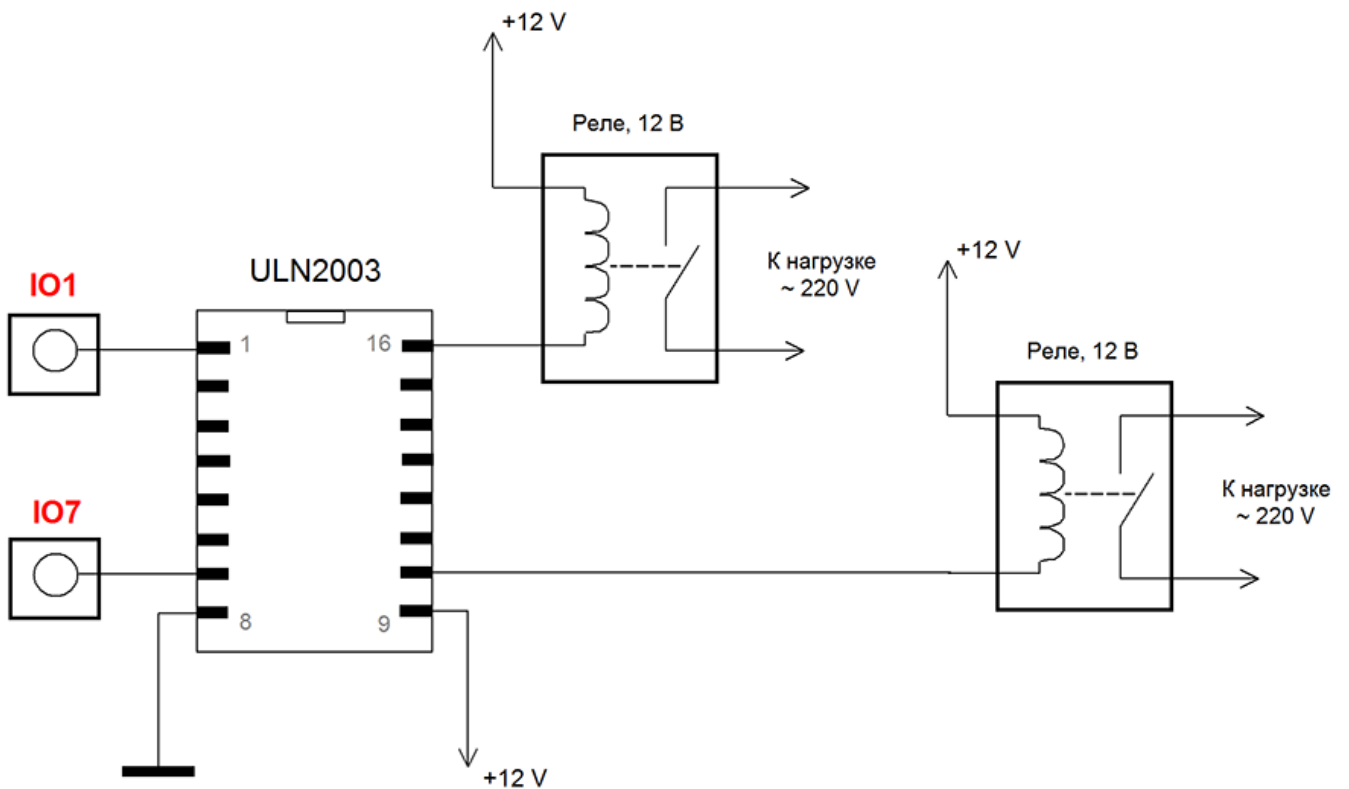 +12 V
Реле, 12 В
ULN2003
К нагрузке
~ 220 V
+12 V
IO1
1
16
Реле, 12 В
К нагрузке
~ 220 V
IO7
8
9
+12 V